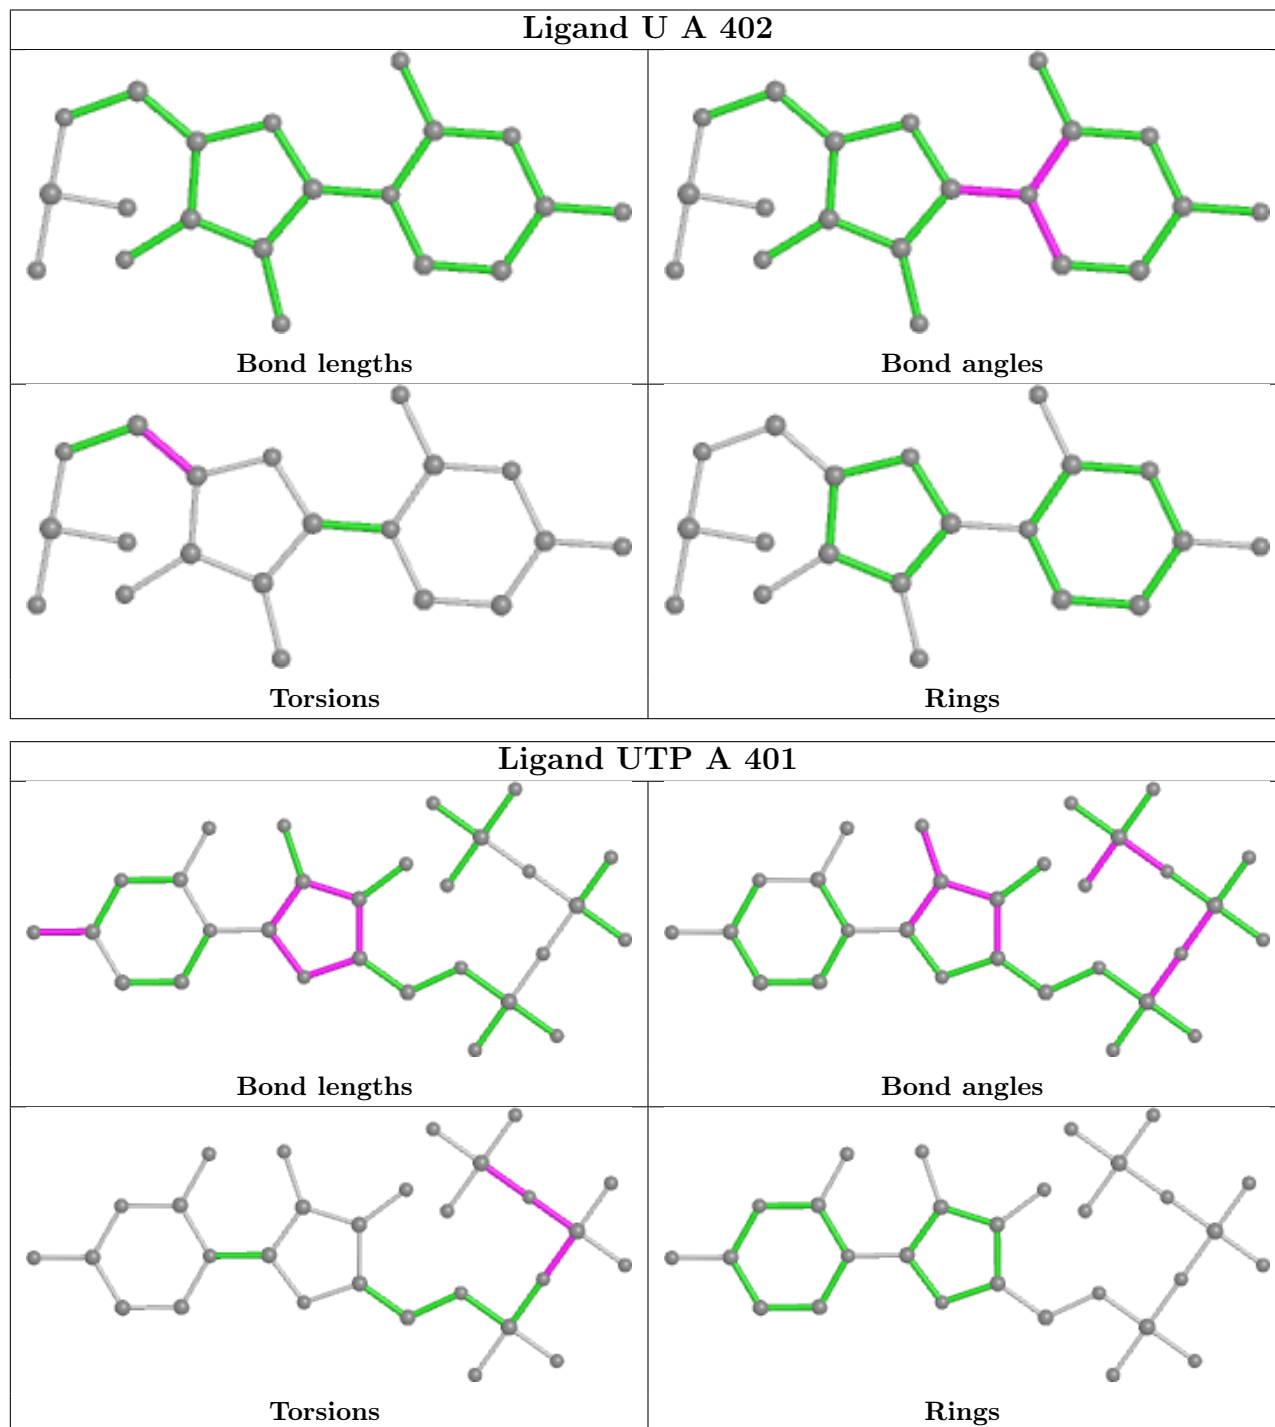 Ligand U A 402
Bond lengths
Bond angles
Torsions
Rings
Ligand UTP A 401
Bond lengths
Bond angles
Torsions
Rings